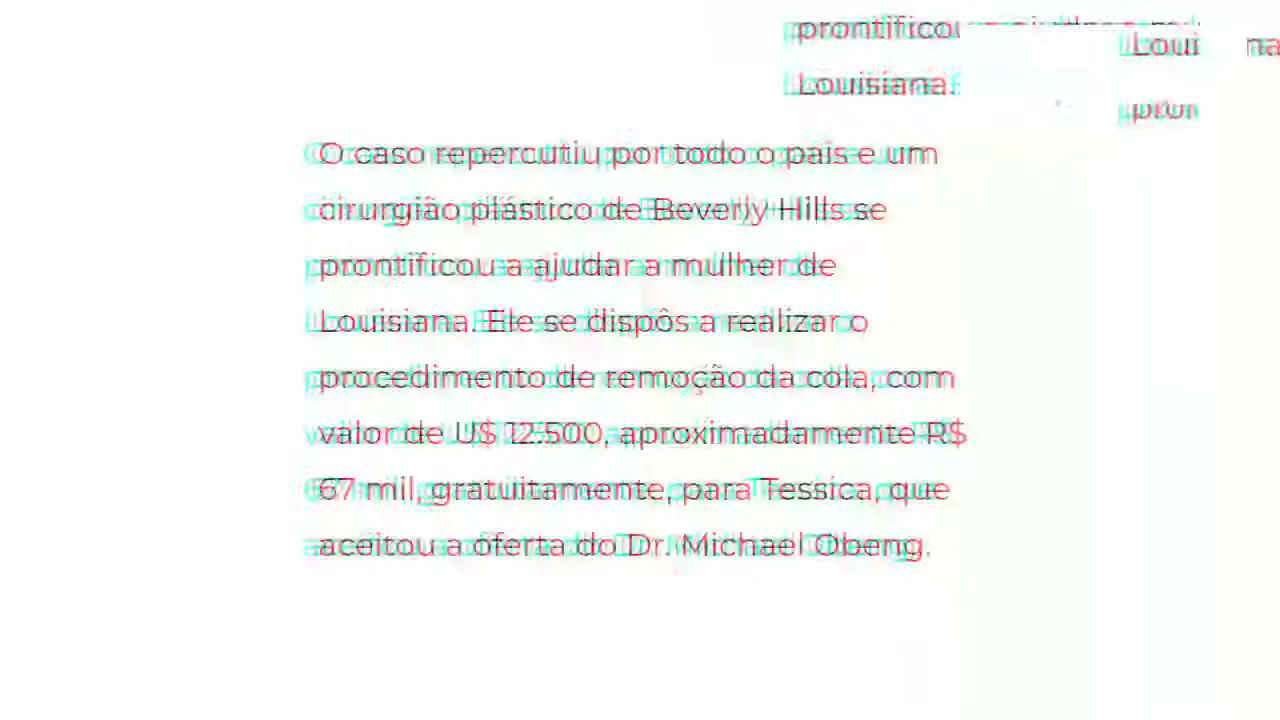 prontificou
Loui
na
Louisiana.
O caso repercutiu por todo o país e um
cirurgião plástico de Beverly Hills se
prontificou a ajudar a mulher de
Louisiana. Ele se dispôs a realizar o
procedimento de remoção da cola, com
valor de U$ 12.500, aproximadamente R$
67 mil, gratuitamente, para Tessica, que
aceitou a oferta do Dr. Michael Obeng.